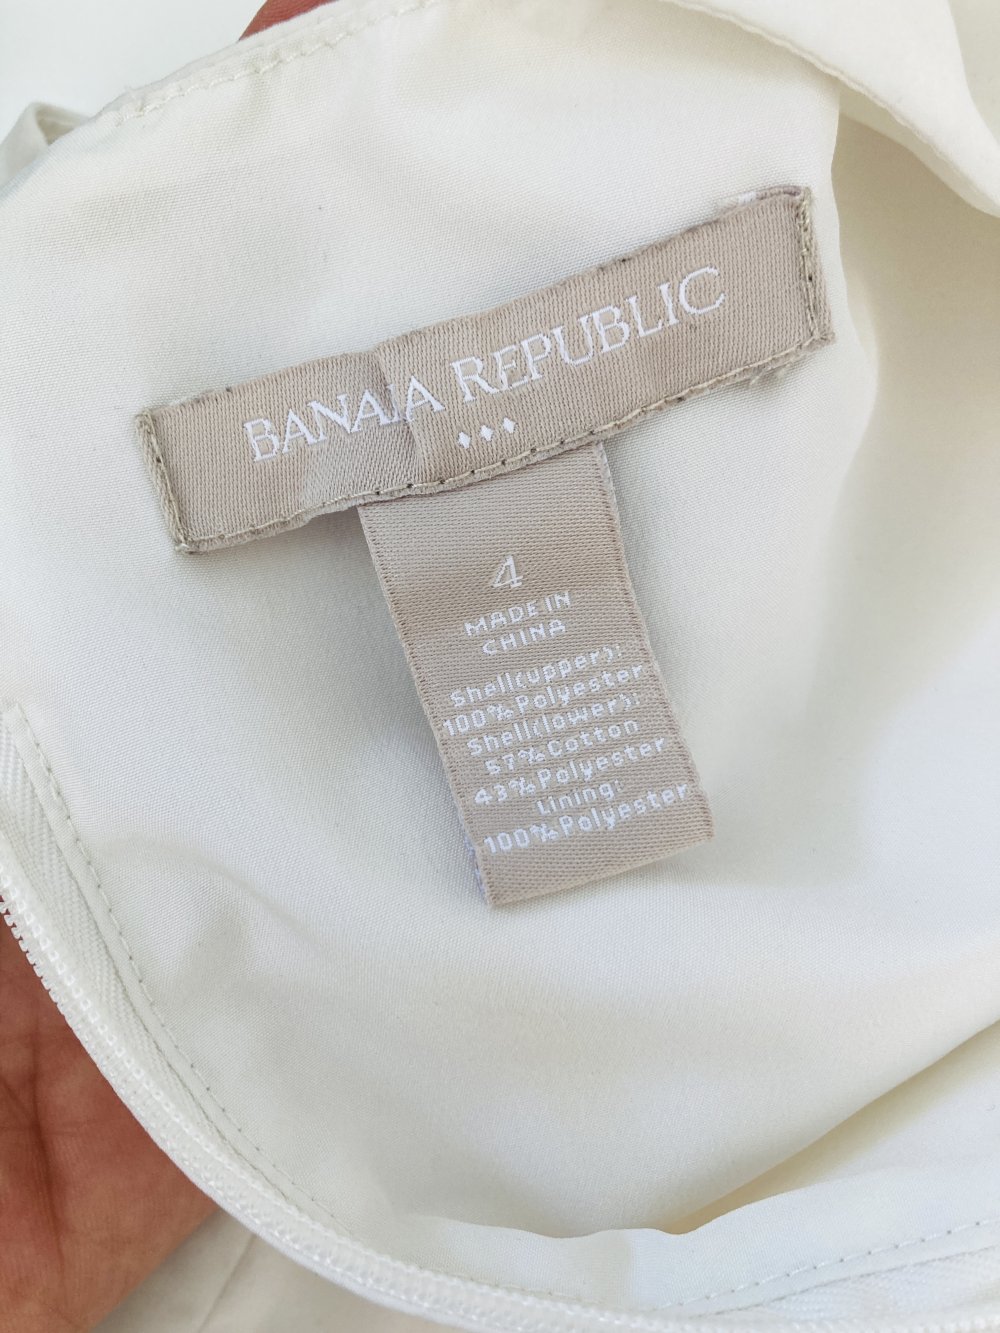 BANANA REPUBLIC
4
MADE IN
CHINA
Shell(upper):
100%Polyester
Shell(lower):
57%Cotton
43%Polyester
Lining:
100%Polyester